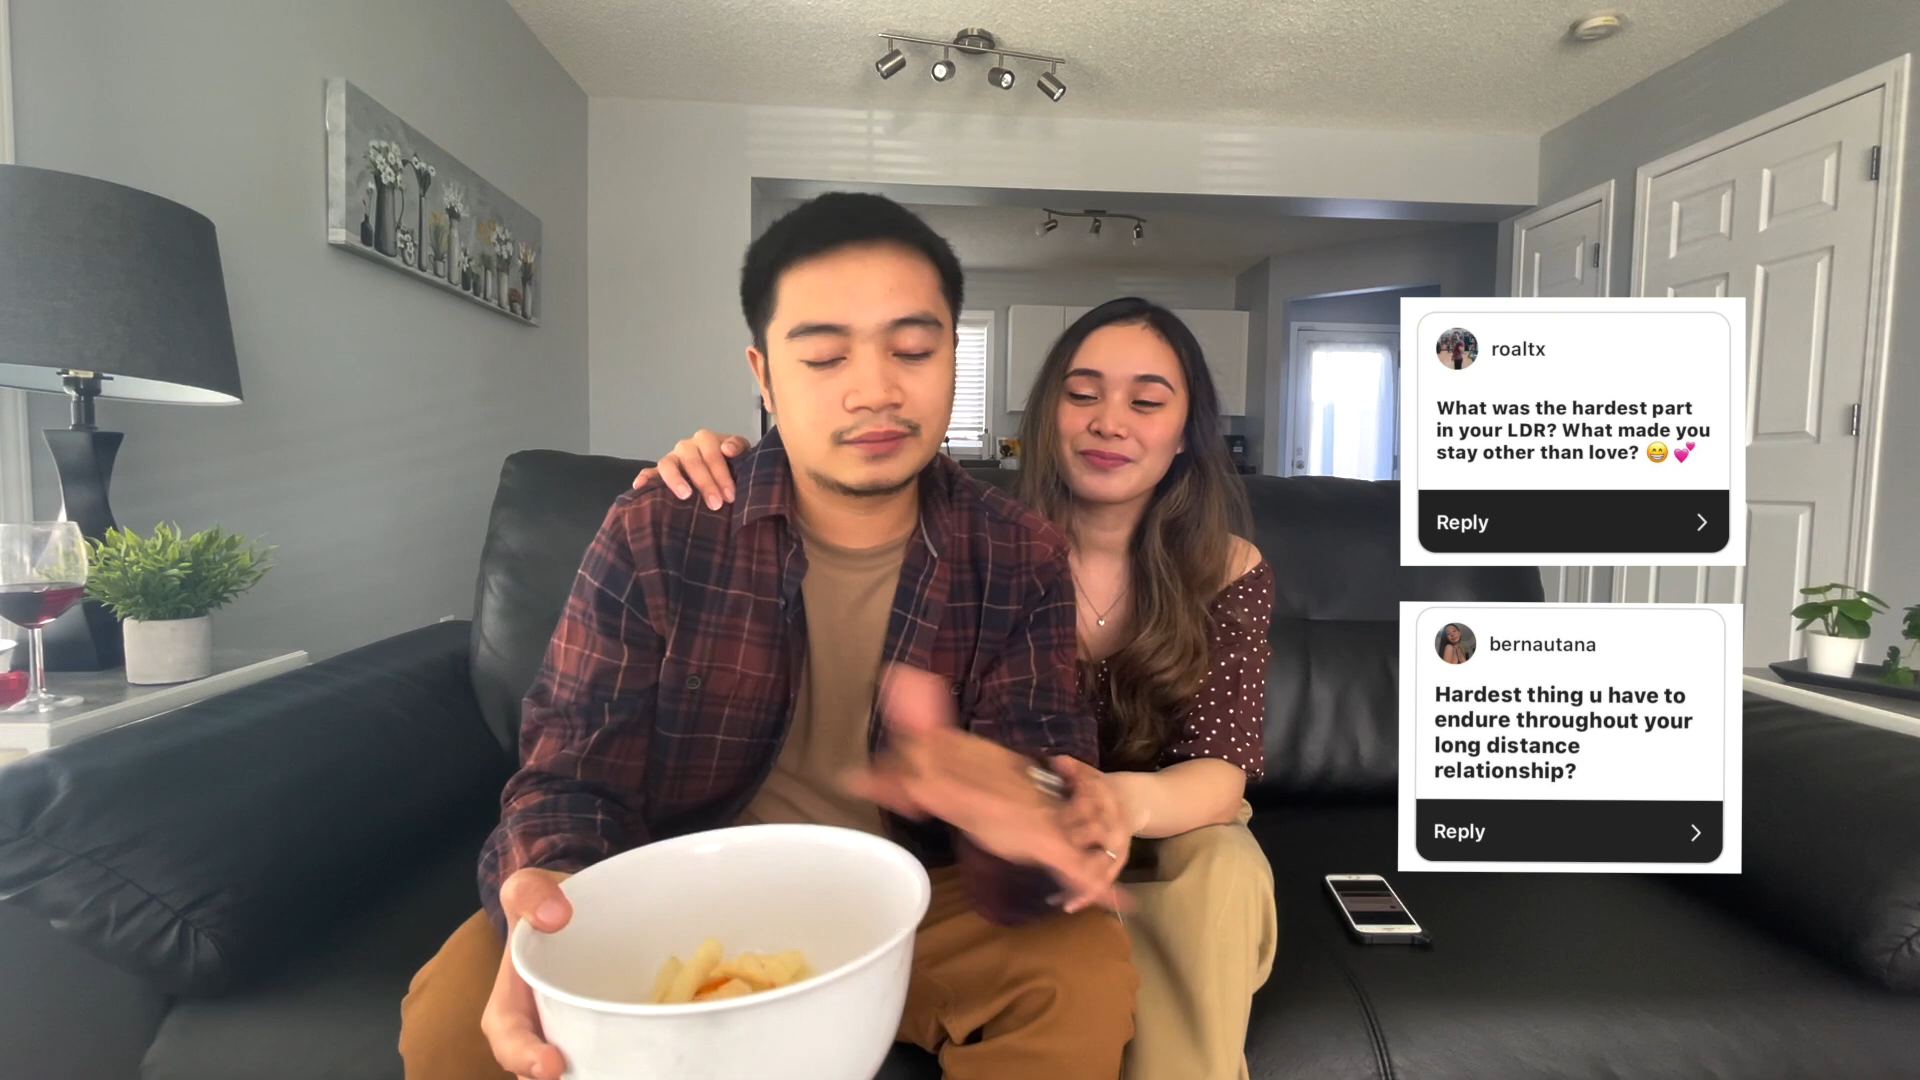 roaltx
What was the hardest part
in your LDR? What made you
stay other than love? 😁 💞
Reply
bernautana
Hardest thing u have to
endure throughout your
long distance
relationship?
Reply